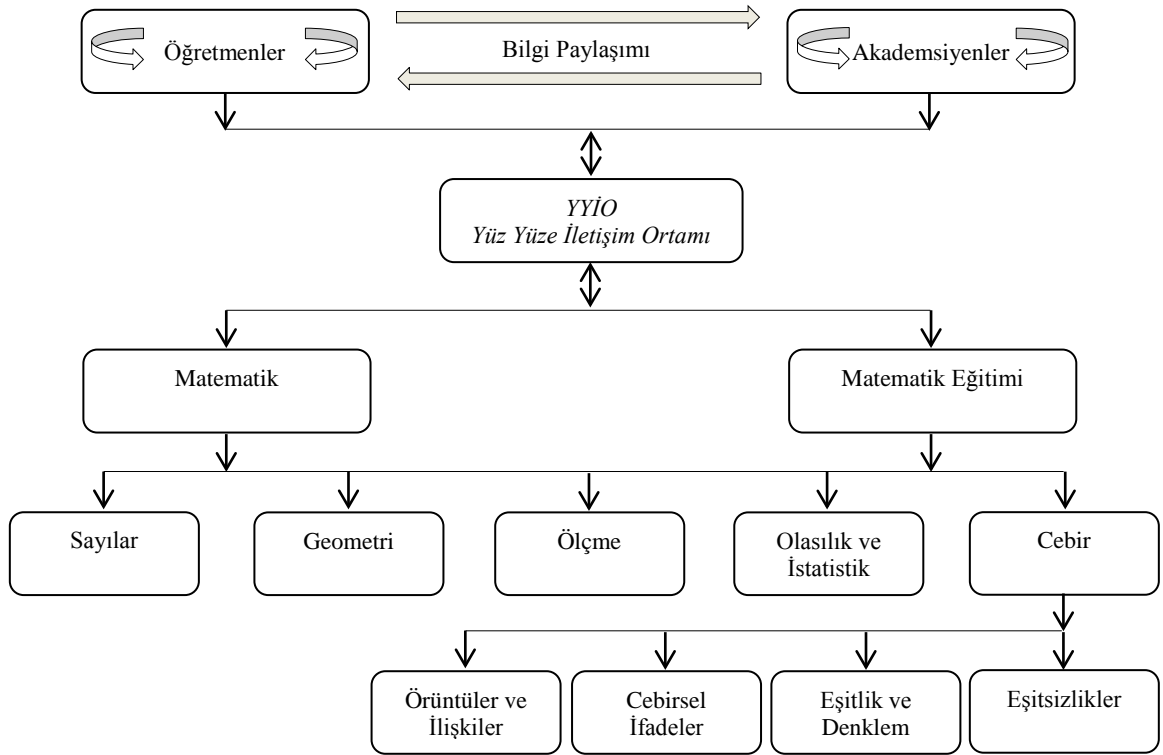 Öğretmenler
Bilgi Paylaşımı
Akademsiyenler
YYİO
Yüz Yüze İletişim Ortamı
Matematik
Matematik Eğitimi
Sayılar
Geometri
Ölçme
Olasılık ve
İstatistik
Cebir
Örüntüler ve
İlişkiler
Cebirsel
İfadeler
Eşitlik ve
Denklem
Eşitsizlikler